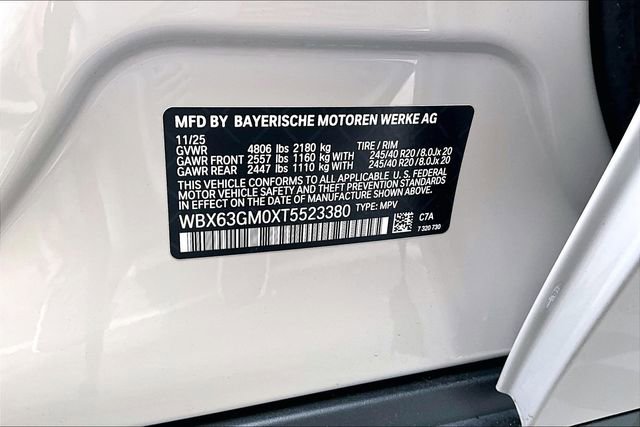 MFD BY BAYERISCHE MOTOREN WERKE AG
11/25
GVWR 4806 lbs 2180 kg TIRE / RIM
GAWR FRONT 2557 lbs 1160 kg WITH 245/40 R20 / 8.0Jx 20
GAWR REAR 2447 lbs 1110 kg WITH 245/40 R20 / 8.0Jx 20
THIS VEHICLE CONFORMS TO ALL APPLICABLE U. S. FEDERAL
MOTOR VEHICLE SAFETY AND THEFT PREVENTION STANDARDS
IN EFFECT ON THE DATE OF MANUFACTURE SHOWN ABOVE.
WBX63GM0XT5523380 TYPE: MPV
C7A
7 320 730